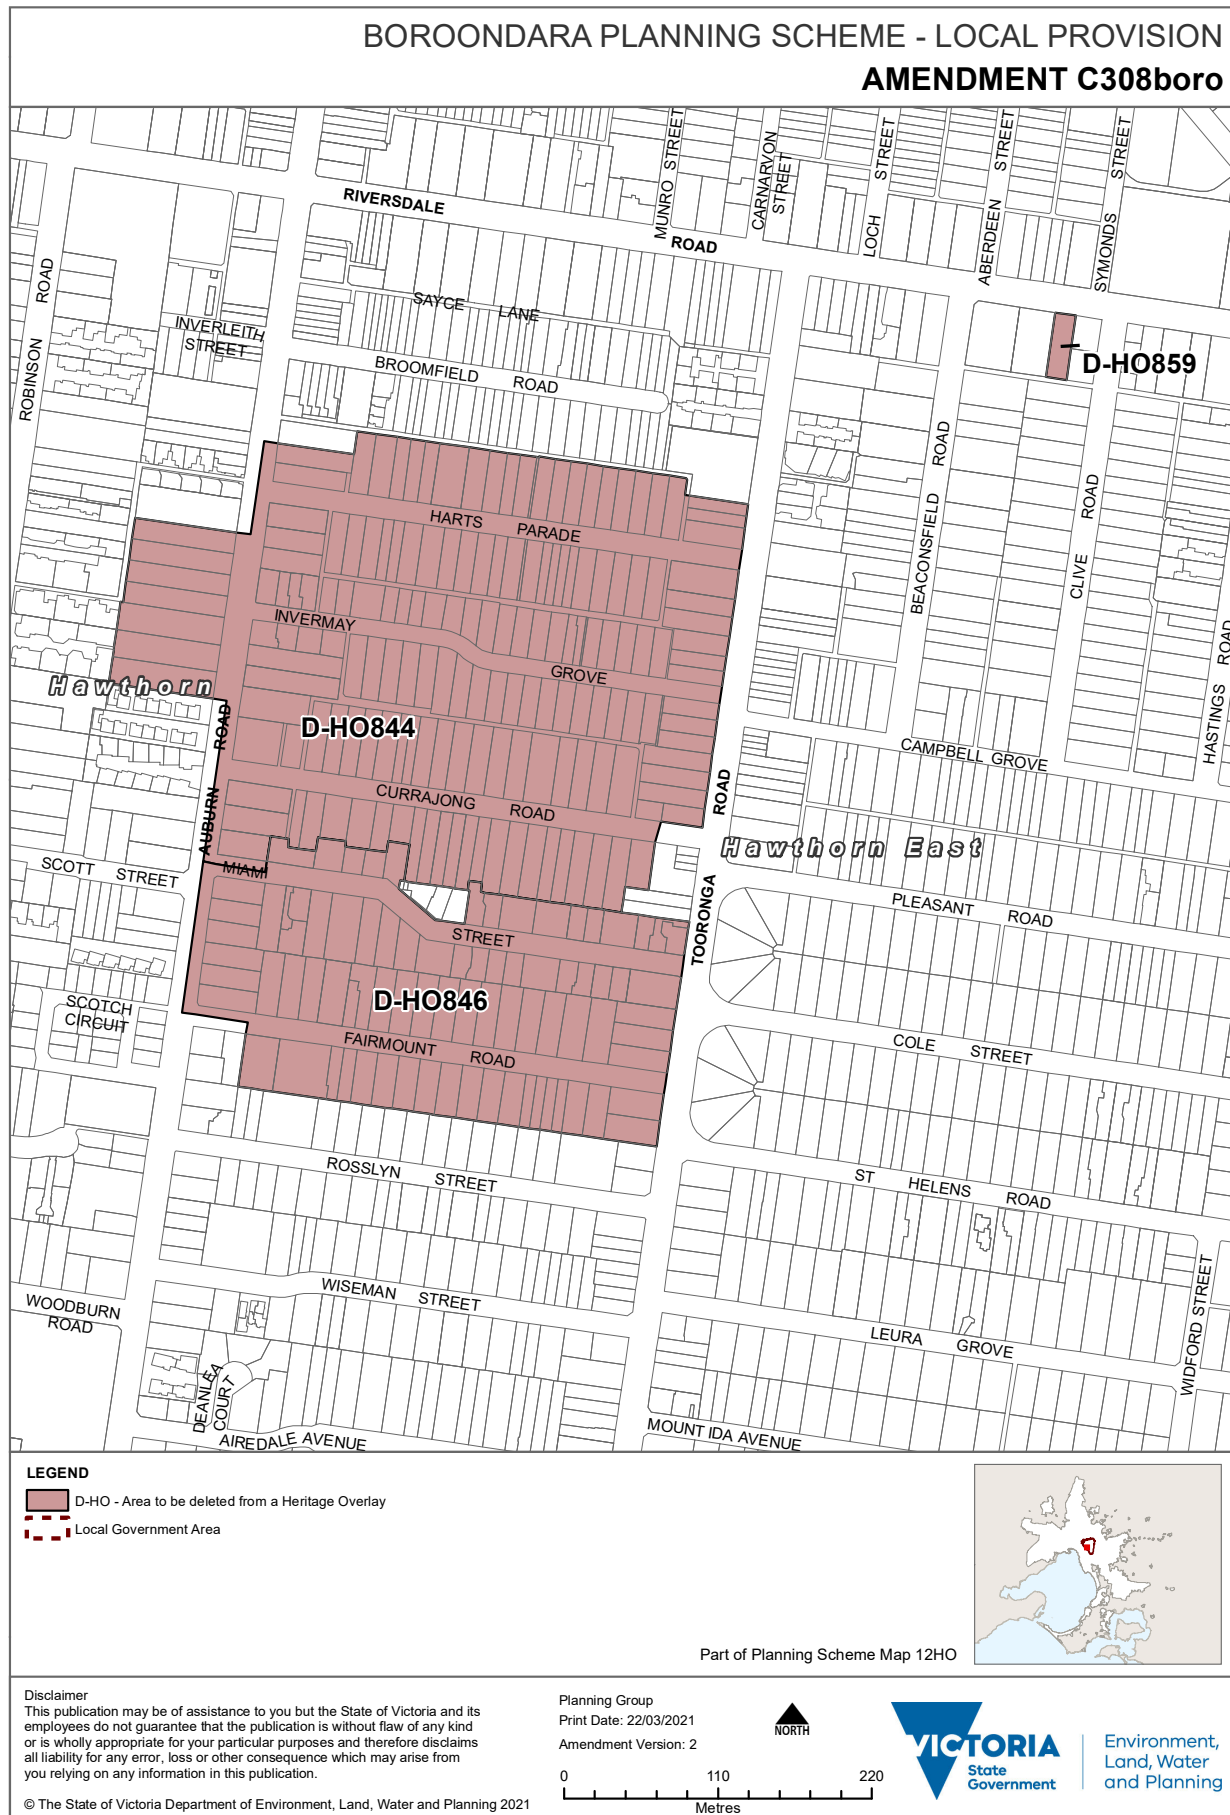 BOROONDARA PLANNING SCHEME - LOCAL PROVISION
AMENDMENT C308boro
MUNRO STREET
CARNARVON
STREET
LOCH STREET
ABERDEEN STREET
SYMONDS STREET
RIVERSDALE ROAD
ROBINSON ROAD
SAYCE LANE
INVERLEITH
STREET
BROOMFIELD ROAD
D-HO859
BEACONSFIELD ROAD
CLIVE ROAD
HASTINGS ROAD
HARTS PARADE
INVERMAY GROVE
Hawthorn
D-HO844
AUBURN ROAD
CAMPBELL GROVE
CURRAJONG ROAD
TOORONGA ROAD
Hawthorn East
SCOTT STREET
MIAMI STREET
PLEASANT ROAD
D-HO846
SCOTCH
CIRCUIT
FAIRMOUNT ROAD
COLE STREET
ROSSLYN STREET
ST HELENS ROAD
WISEMAN STREET
WOODBURN
ROAD
LEURA GROVE
WIDFORD STREET
DEANLEA
COURT
AIREDALE AVENUE
MOUNT IDA AVENUE
LEGEND
D-HO - Area to be deleted from a Heritage Overlay
Local Government Area
Part of Planning Scheme Map 12HO
Disclaimer
This publication may be of assistance to you but the State of Victoria and its
employees do not guarantee that the publication is without flaw of any kind
or is wholly appropriate for your particular purposes and therefore disclaims
all liability for any error, loss or other consequence which may arise from
you relying on any information in this publication.
© The State of Victoria Department of Environment, Land, Water and Planning 2021
Planning Group
Print Date: 22/03/2021
Amendment Version: 2
NORTH
0 110 220
Metres
VICTORIA
State
Government
Environment,
Land, Water
and Planning